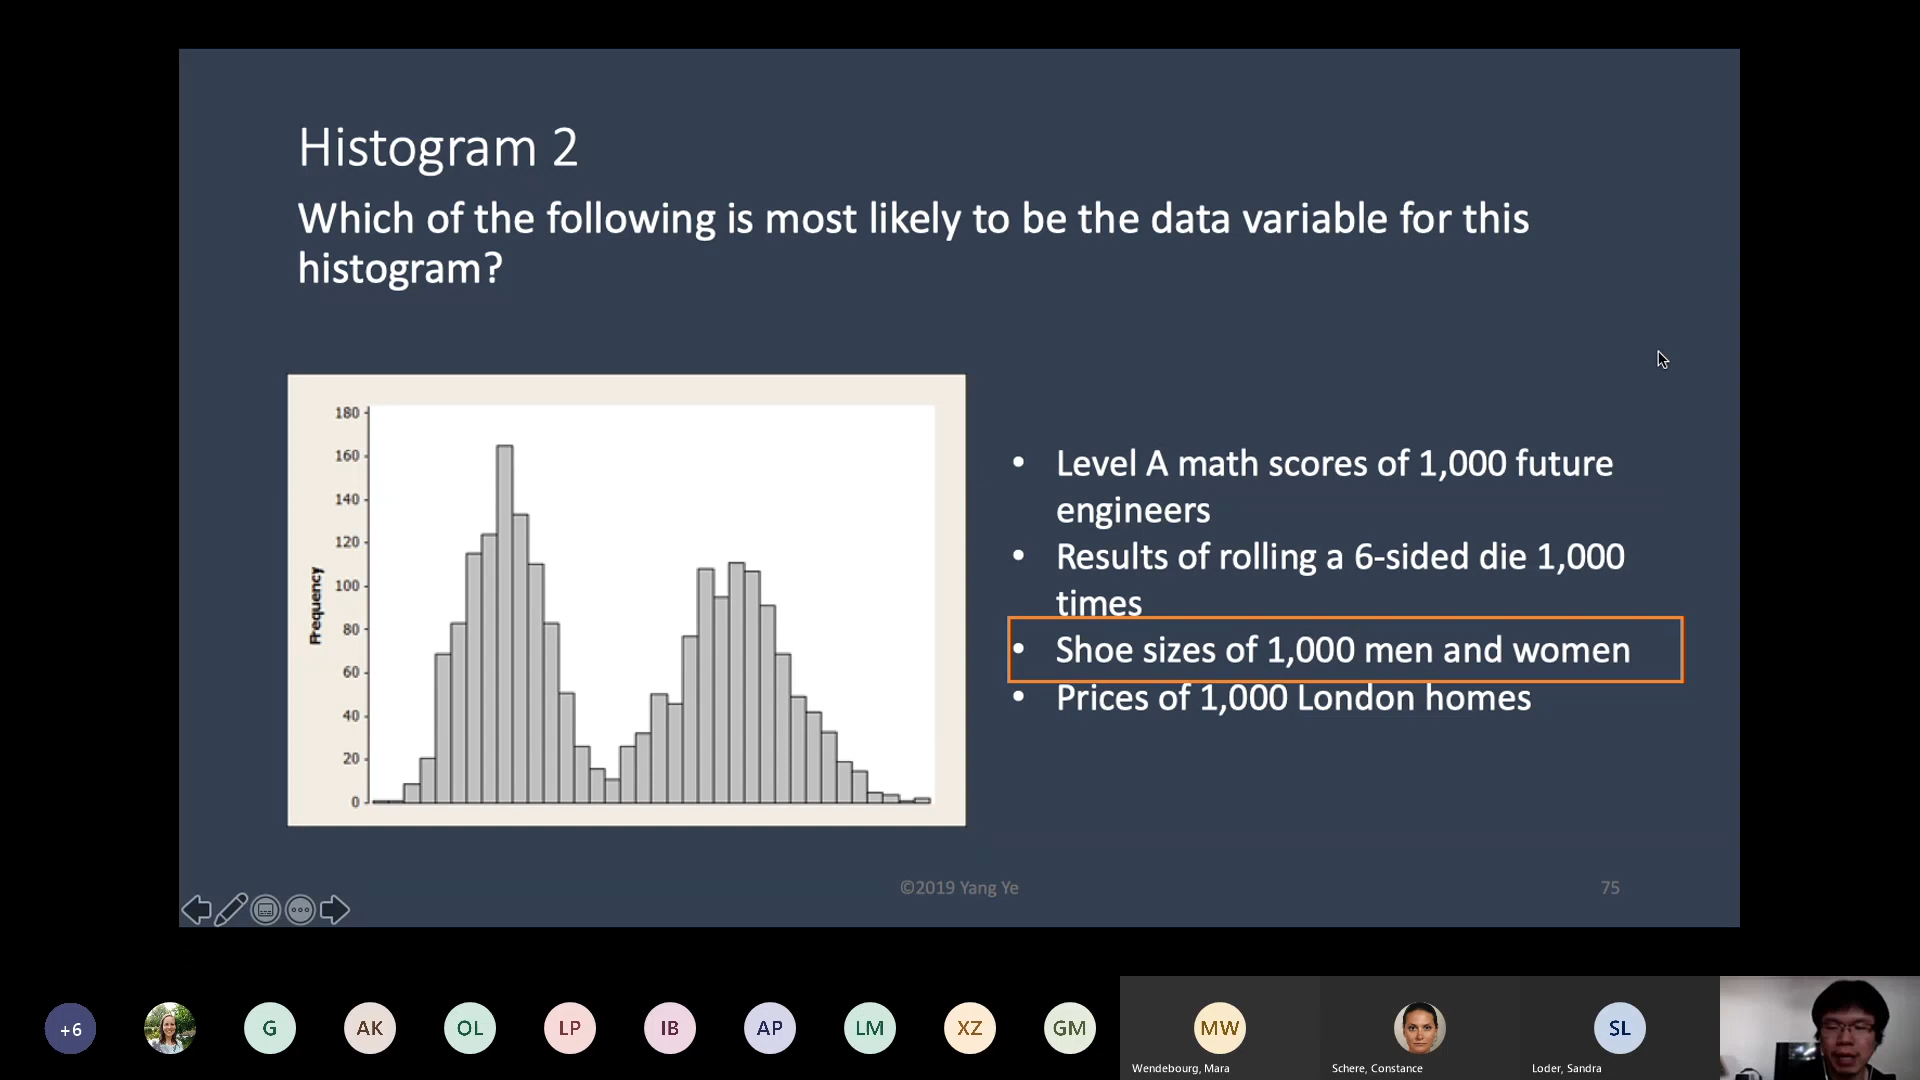 Histogram 2
Which of the following is most likely to be the data variable for this
histogram?
180
160
140
120
100
80
60
40
20
0
Frequency
• Level A math scores of 1,000 future
engineers
• Results of rolling a 6-sided die 1,000
times
• Shoe sizes of 1,000 men and women
• Prices of 1,000 London homes
©2019 Yang Ye
75
+6
G
AK
OL
LP
IB
AP
LM
XZ
GM
MW
SL
Wendebourg, Mara
Schere, Constance
Loder, Sandra